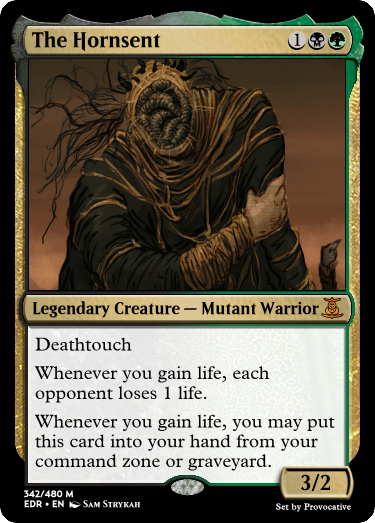 The Hornsent 1
Legendary Creature — Mutant Warrior
Deathtouch
Whenever you gain life, each
opponent loses 1 life.
Whenever you gain life, you may put
this card into your hand from your
command zone or graveyard.
3/2
342/480 M
EDR • EN Sam Strykah
Set by Provocative